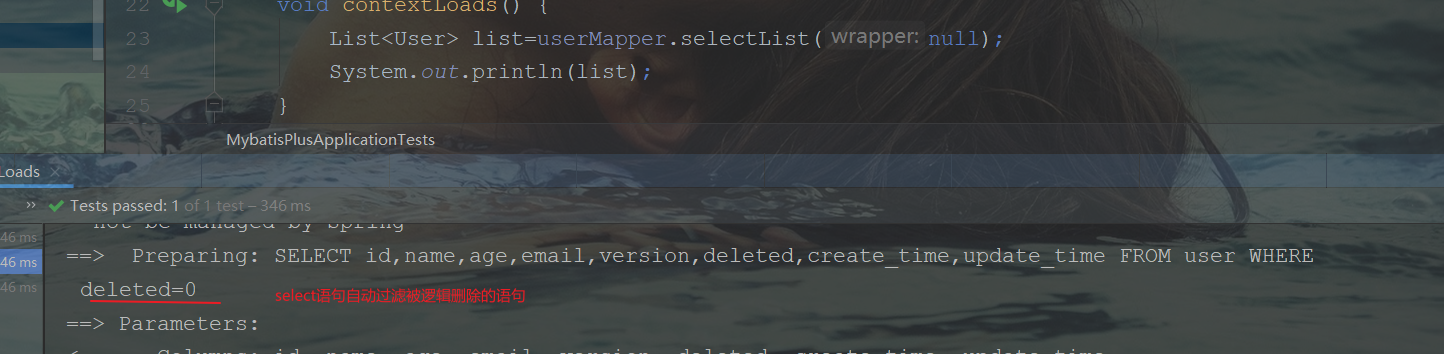 22 void contextLoads() {
23 List<User> list=userMapper.selectList( wrapper: null);
24 System.out.println(list);
25 }
MybatisPlusApplicationTests
Loads ×
» Tests passed: 1 of 1 test – 346 ms
not be managed by Spring
46 ms
==> Preparing: SELECT id,name,age,email,version,deleted,create_time,update_time FROM user WHERE
46 ms
deleted=0
select语句自动过滤被逻辑删除的语句
46 ms
==> Parameters:
Columns: id, name, age, email, version, deleted, create_time, update_time